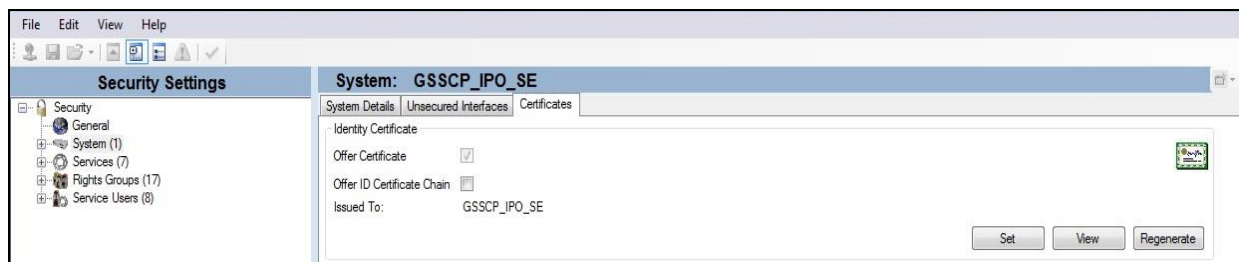 File Edit View Help
Security Settings
System: GSSCP_IPO_SE
Security
General
System (1)
Services (7)
Rights Groups (17)
Service Users (8)
System Details Unsecured Interfaces Certificates
Identity Certificate
Offer Certificate
Offer ID Certificate Chain
Issued To: GSSCP_IPO_SE
Set View Regenerate